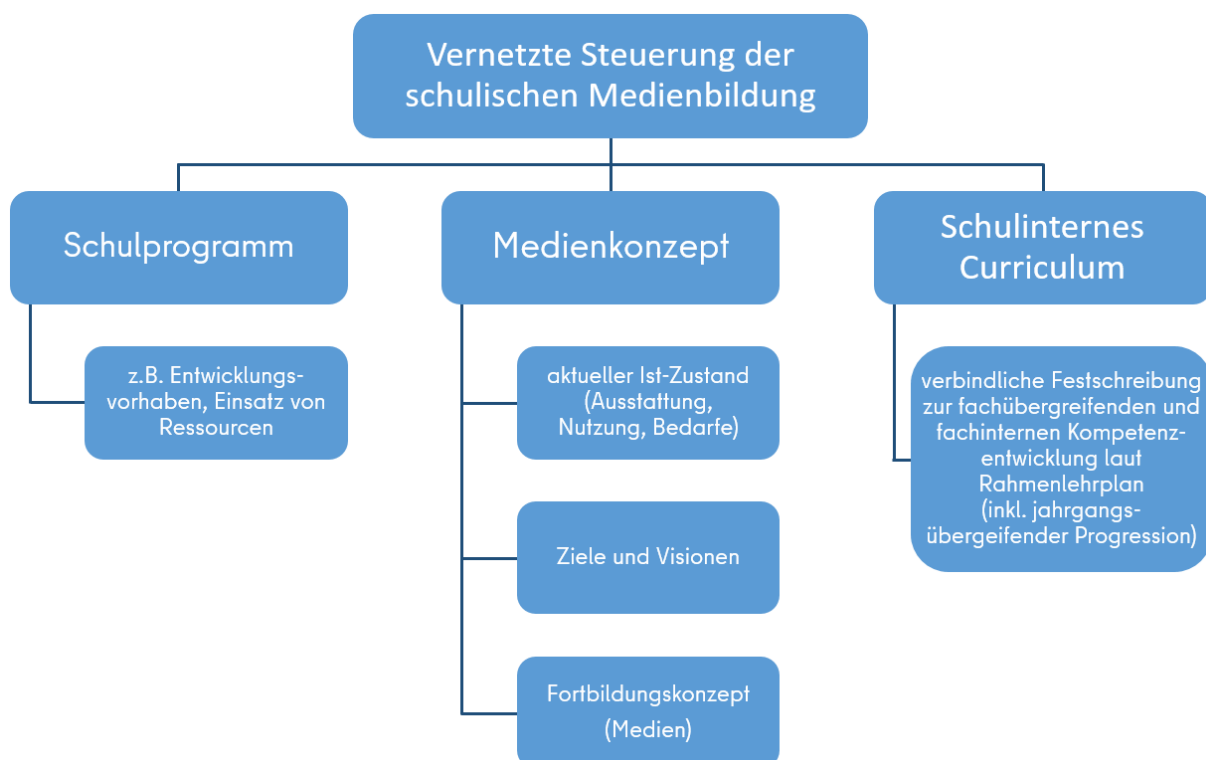 Vernetzte Steuerung der
schulischen Medienbildung
Schulprogramm
Medienkonzept
Schulinternes
Curriculum
z.B. Entwicklungs-
vorhaben, Einsatz von
Ressourcen
aktueller Ist-Zustand
(Ausstattung,
Nutzung, Bedarfe)
Ziele und Visionen
Fortbildungskonzept
(Medien)
verbindliche Festschreibung
zur fachübergreifenden und
fachinternen Kompetenz-
entwicklung laut
Rahmenlehrplan
(inkl. jahrgangs-
übergeifender Progression)